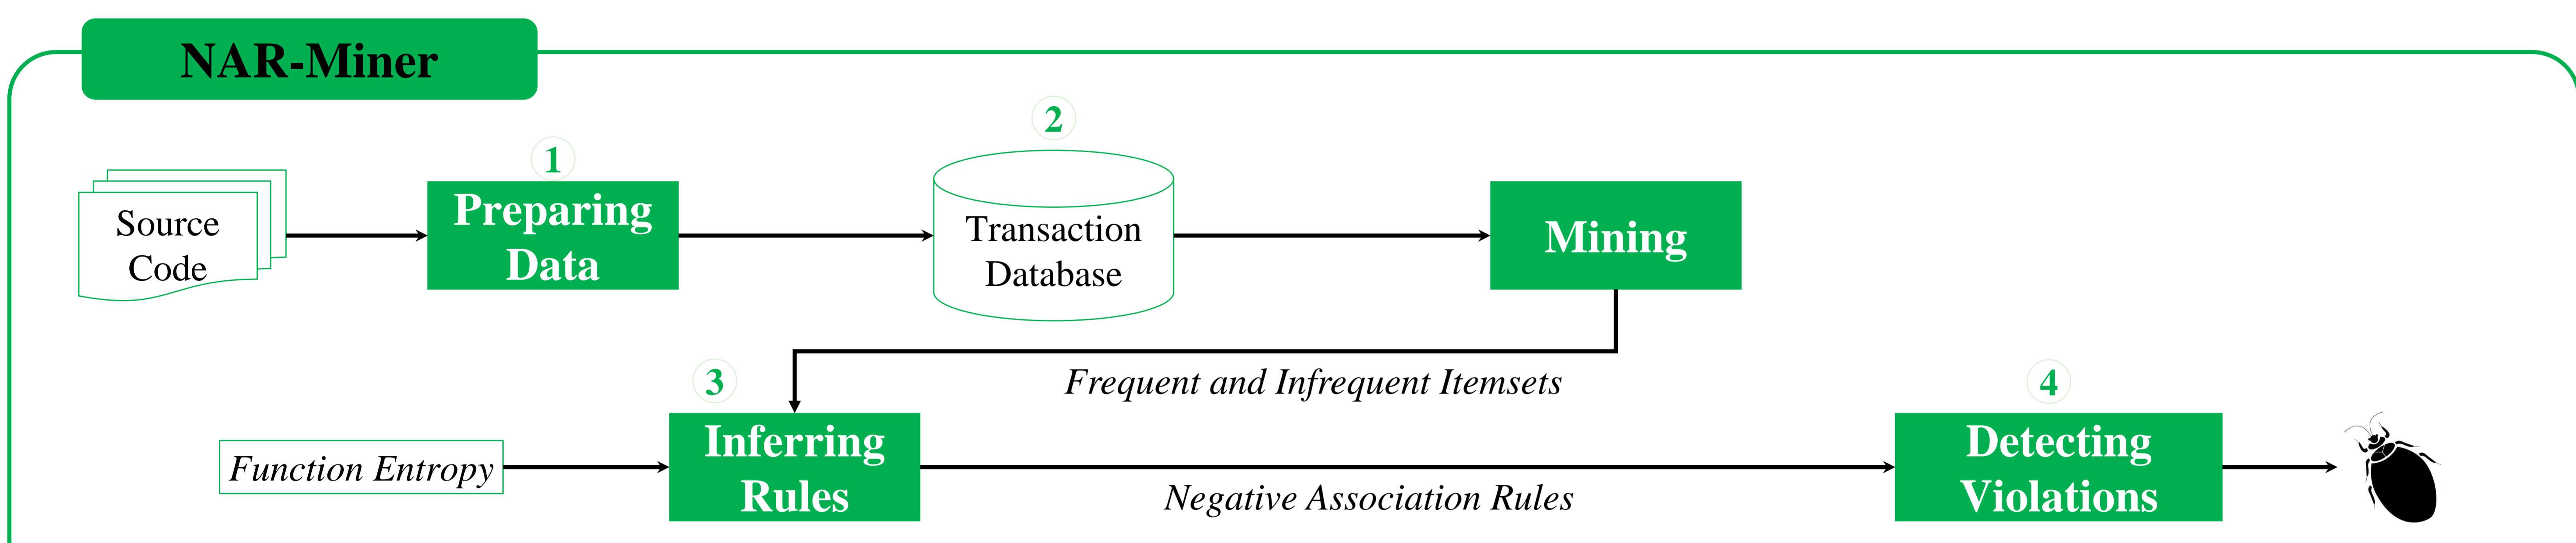 NAR-Miner
1
2
Source
Code
Preparing
Data
Transaction
Database
Mining
Frequent and Infrequent Itemsets
3
4
Function Entropy
Inferring
Rules
Negative Association Rules
Detecting
Violations